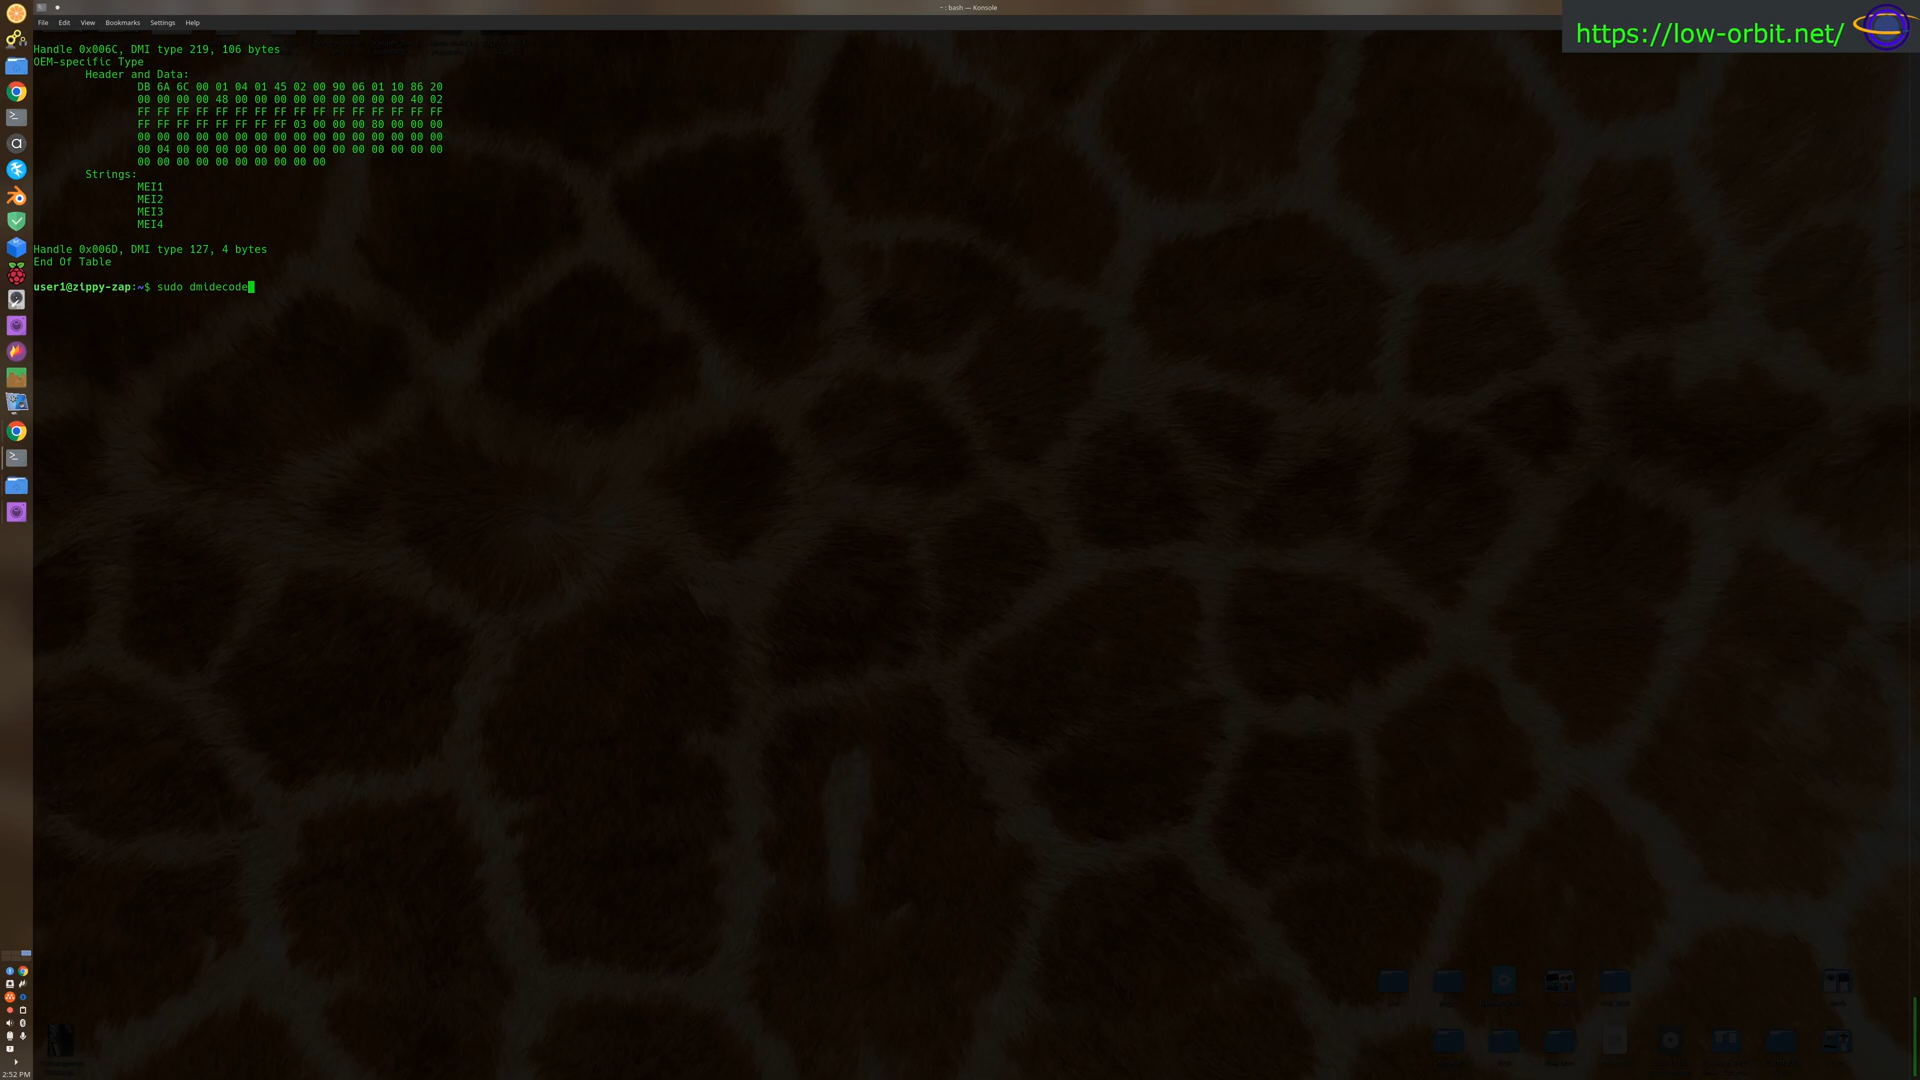 ~ : bash — Konsole
File Edit View Bookmarks Settings Help
https://low-orbit.net/
Handle 0x006C, DMI type 219, 106 bytes
OEM-specific Type
Header and Data:
DB 6A 6C 00 01 04 01 45 02 00 90 06 01 10 86 20
00 00 00 00 48 00 00 00 00 00 00 00 00 00 40 02
FF FF FF FF FF FF FF FF FF FF FF FF FF FF FF FF
FF FF FF FF FF FF FF FF 03 00 00 00 80 00 00 00
00 00 00 00 00 00 00 00 00 00 00 00 00 00 00 00
00 04 00 00 00 00 00 00 00 00 00 00 00 00 00 00
00 00 00 00 00 00 00 00 00 00
Strings:
MEI1
MEI2
MEI3
MEI4
Handle 0x006D, DMI type 127, 4 bytes
End Of Table
user1@zippy-zap:~$ sudo dmidecode
2:52 PM